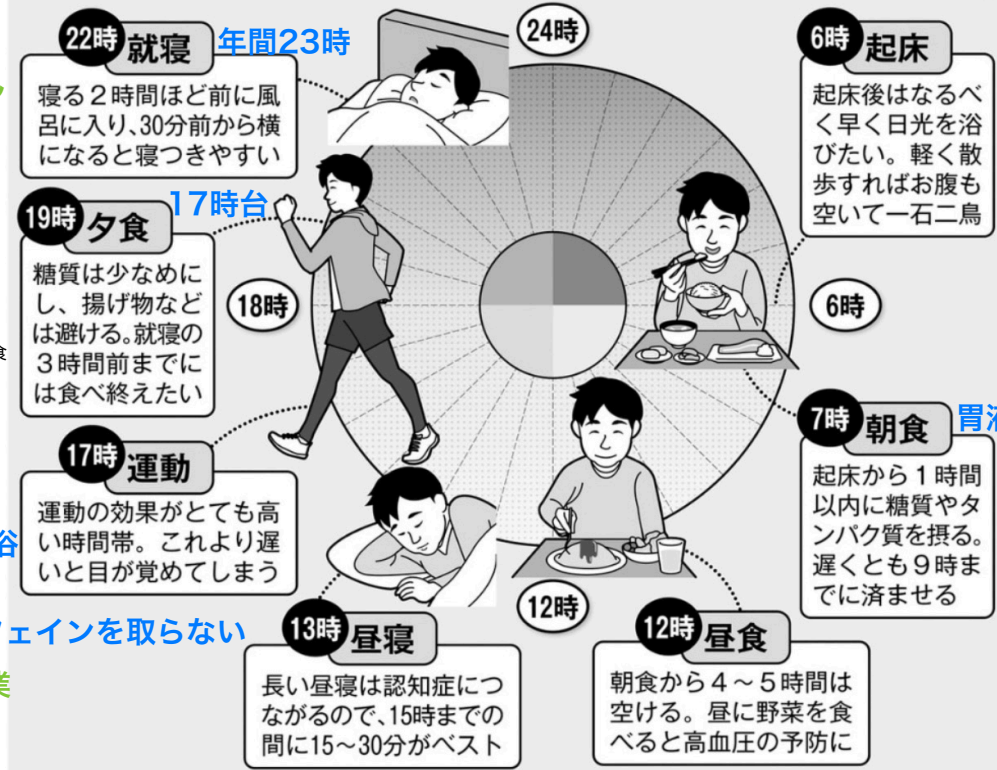 24時
22時 就寝
年間23時
寝る2時間ほど前に風
呂に入り、30分前から横
になると寝つきやすい
6時 起床
起床後はなるべ
く早く日光を浴
びたい。軽く散
歩すればお腹も
空いて一石二鳥
19時 夕食
17時台
糖質は少なめに
し、揚げ物など
は避ける。就寝の
3時間前までに
は食べ終えたい
食
18時
6時
7時 朝食
胃液
起床から1時間
以内に糖質やタ
ンパク質を摂る。
遅くとも9時ま
でに済ませる
17時 運動
運動の効果がとても高
い時間帯。これより遅
いと目が覚めてしまう
谷
12時
13時 昼寝
ェインを取らない
長い昼寝は認知症につ
ながるので、15時までの
間に15〜30分がベスト
業
12時 昼食
朝食から4〜5時間は
空ける。昼に野菜を食
べると高血圧の予防に